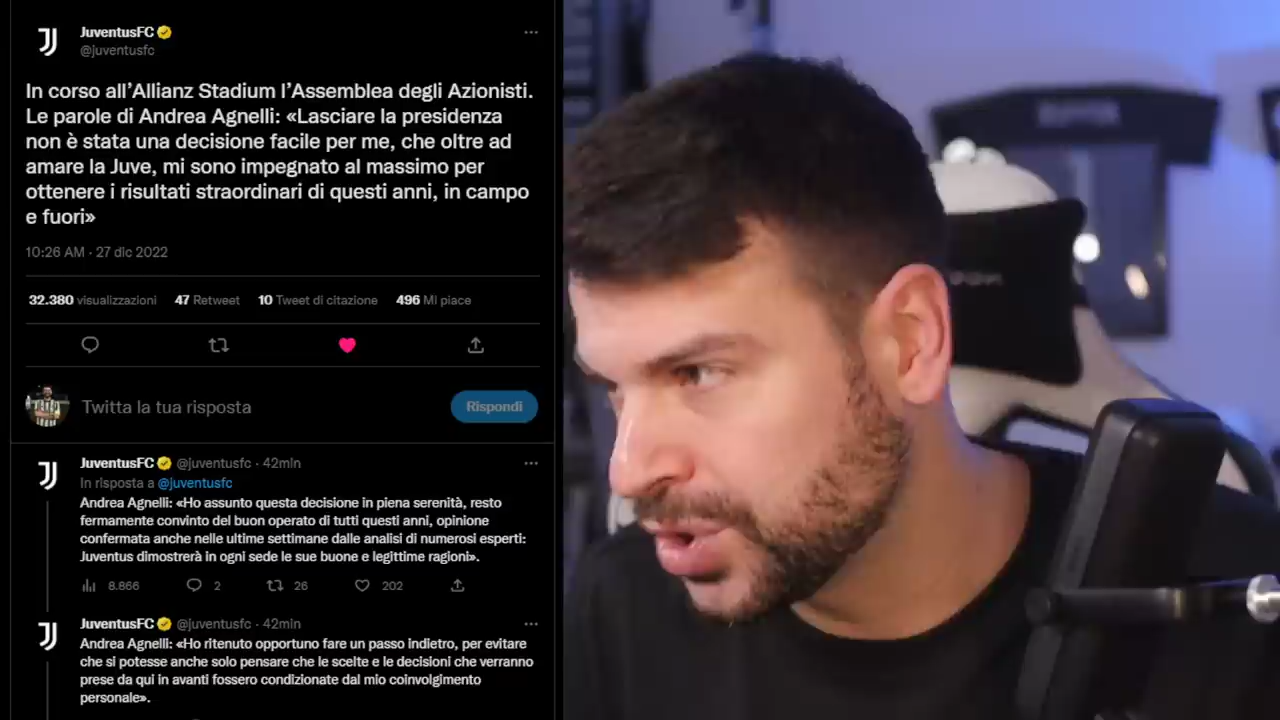 JuventusFC
@juventusfc
In corso all'Allianz Stadium l'Assemblea degli Azionisti.
Le parole di Andrea Agnelli: «Lasciare la presidenza
non è stata una decisione facile per me, che oltre ad
amare la Juve, mi sono impegnato al massimo per
ottenere i risultati straordinari di questi anni, in campo
e fuori»
10:26 AM · 27 dic 2022
32.380 visualizzazioni 47 Retweet 10 Tweet di citazione 496 Mi piace
Twitta la tua risposta Rispondi
JuventusFC @juventusfc · 42min
In risposta a @juventusfc
Andrea Agnelli: «Ho assunto questa decisione in piena serenità, resto
fermamente convinto del buon operato di tutti questi anni, opinione
confermata anche nelle ultime settimane dalle analisi di numerosi esperti:
Juventus dimostrerà in ogni sede le sue buone e legittime ragioni».
8.866 2 26 202
JuventusFC @juventusfc · 42min
Andrea Agnelli: «Ho ritenuto opportuno fare un passo indietro, per evitare
che si potesse anche solo pensare che le scelte e le decisioni che verranno
prese da qui in avanti fossero condizionate dal mio coinvolgimento
personale».